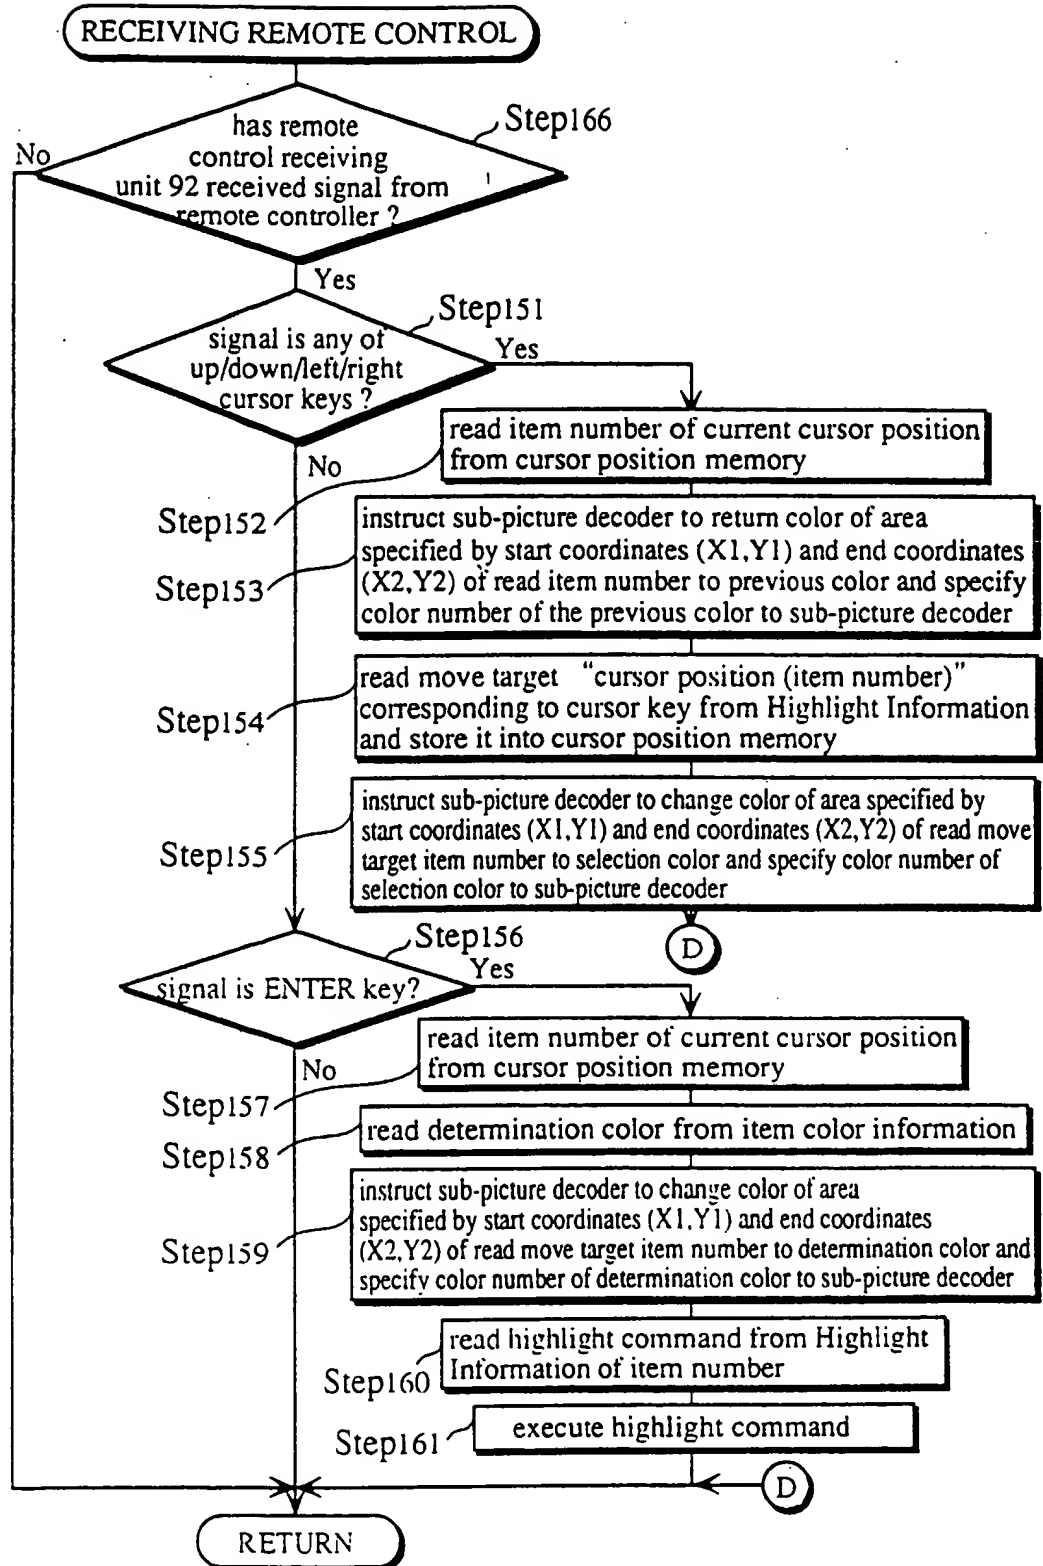 RECEIVING REMOTE CONTROL
Step166
has remote
control receiving
unit 92 received signal from
remote controller ?
No
Yes
Step151
signal is any of
up/down/left/right
cursor keys ?
Yes
No
read item number of current cursor position
from cursor position memory
Step152
instruct sub-picture decoder to return color of area
specified by start coordinates (X1,Y1) and end coordinates
(X2,Y2) of read item number to previous color and specify
color number of the previous color to sub-picture decoder
Step153
read move target "cursor position (item number)"
corresponding to cursor key from Highlight Information
and store it into cursor position memory
Step154
instruct sub-picture decoder to change color of area specified by
start coordinates (X1,Y1) and end coordinates (X2,Y2) of read move
target item number to selection color and specify color number of
selection color to sub-picture decoder
Step155
D
Step156
signal is ENTER key?
Yes
No
read item number of current cursor position
from cursor position memory
Step157
read determination color from item color information
Step158
instruct sub-picture decoder to change color of area
specified by start coordinates (X1,Y1) and end coordinates
(X2,Y2) of read move target item number to determination color and
specify color number of determination color to sub-picture decoder
Step159
read highlight command from Highlight
Information of item number
Step160
execute highlight command
Step161
D
RETURN